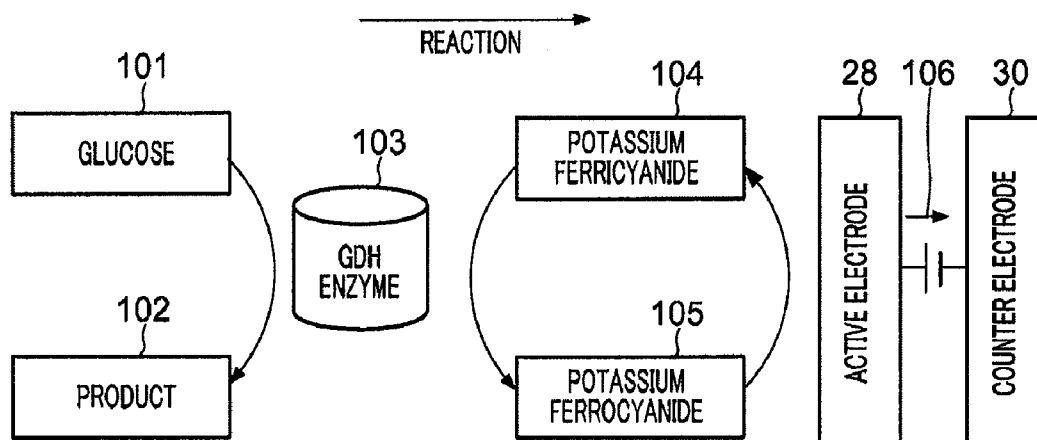 REACTION
101
GLUCOSE
102
PRODUCT
103
GDH
ENZYME
104
POTASSIUM
FERRICYANIDE
105
POTASSIUM
FERROCYANIDE
28
ACTIVE ELECTRODE
106
30
COUNTER ELECTRODE